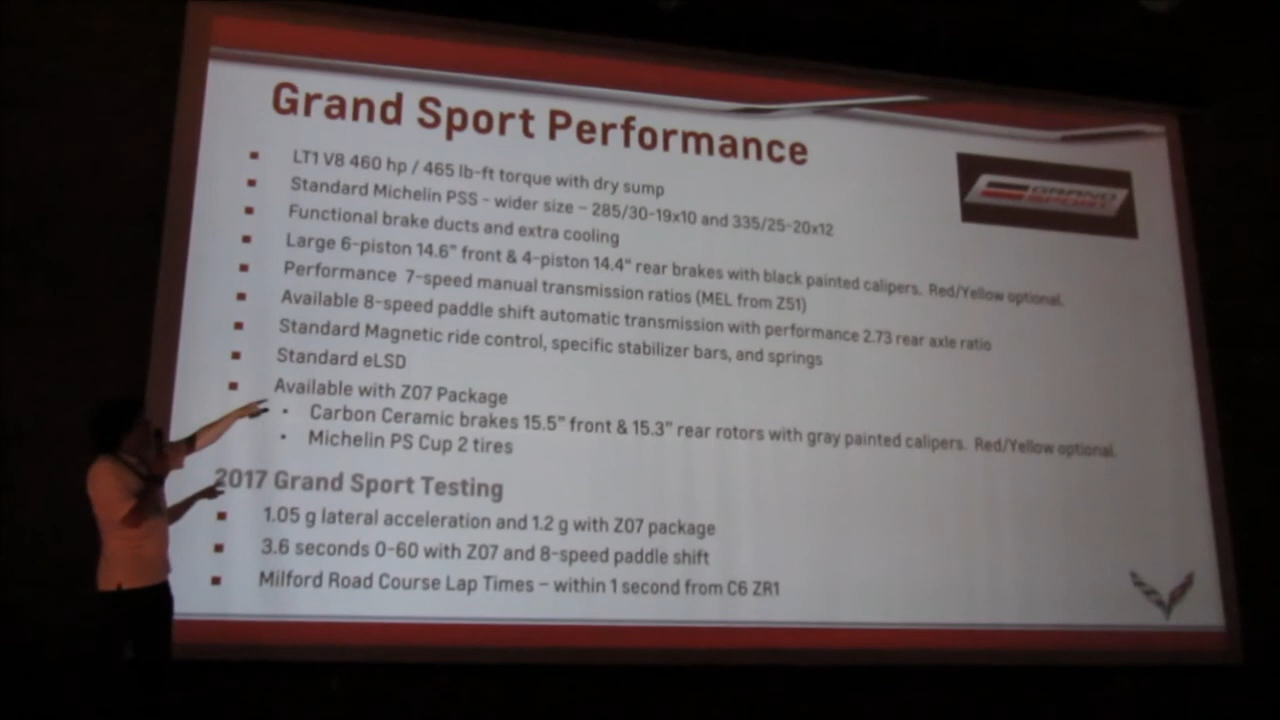 Grand Sport Performance
LT1 V8 460 hp / 465 lb-ft torque with dry sump
Standard Michelin PSS - wider size – 285/30-19x10 and 335/25-20x12
Functional brake ducts and extra cooling
Large 6-piston 14.6" front & 4-piston 14.4" rear brakes with black painted calipers. Red/Yellow optional.
Performance 7-speed manual transmission ratios (MEL from Z51)
Available 8-speed paddle shift automatic transmission with performance 2.73 rear axle ratio
Standard Magnetic ride control, specific stabilizer bars, and springs
Standard eLSD
Available with Z07 Package
Carbon Ceramic brakes 15.5" front & 15.3" rear rotors with gray painted calipers. Red/Yellow optional.
Michelin PS Cup 2 tires
2017 Grand Sport Testing
1.05 g lateral acceleration and 1.2 g with Z07 package
3.6 seconds 0-60 with Z07 and 8-speed paddle shift
Milford Road Course Lap Times – within 1 second from C6 ZR1
GRAND
SPORT